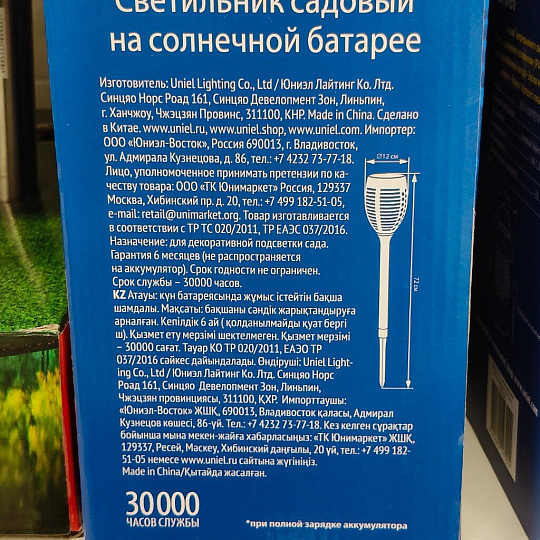 Светильник садовый
на солнечной батарее
Изготовитель: Uniel Lighting Co., Ltd / Юниэл Лайтинг Ко. Лтд.
Синцяо Норс Роад 161, Синцяо Девелопмент Зон, Линьпин,
г. Ханчжоу, Чжэцзян Провинс, 311100, КНР. Made in China. Сделано
в Китае. www.uniel.ru, www.uniel.shop, www.uniel.com. Импортер:
ООО «Юниэл-Восток», Россия 690013, г. Владивосток,
ул. Адмирала Кузнецова, д. 86, тел.: +7 4232 73-77-18.
Лицо, уполномоченное принимать претензии по ка-
честву товара: ООО «ТК Юнимаркет» Россия, 129337
Москва, Хибинский пр. д. 20, тел.: +7 499 182-51-05,
e-mail: retail@unimarket.org. Товар изготавливается
в соответствии с ТР ТС 020/2011, ТР ЕАЭС 037/2016.
Назначение: для декоративной подсветки сада.
Гарантия 6 месяцев (не распространяется
на аккумулятор). Срок годности не ограничен.
Срок службы – 30000 часов.
KZ Атауы: күн батареясында жұмыс істейтін бақша
шамдалы. Мақсаты: бақшаны сәндік жарықтандыруға
арналған. Кепілдік 6 ай ( қолданылмайды қуат бергі
ш). Қызмет ету мерзімі шектелмеген. Қызмет мерзімі
– 30000 сағат. Тауар КО ТР 020/2011, ЕАЭО ТР
037/2016 сәйкес дайындалады. Өндіруші: Uniel Light-
ing Co., Ltd / Юниэл Лайтинг Ко. Лтд. Синцяо Норс
Роад 161, Синцяо Девелопмент Зон, Линьпин,
Чжэцзян провинциясы, 311100, ҚХР. Импорттаушы:
«Юниэл-Восток» ЖШҚ, 690013, Владивосток қаласы, Адмирал
Кузнецов көшесі, 86-үй. Тел.: +7 4232 73-77-18. Кез келген сұрақтар
бойынша мына мекен-жайға хабарласыңыз: «ТК Юнимаркет» ЖШҚ,
129337, Ресей, Маскеу, Хибинский даңғылы, 20 үй, тел.: +7 499 182-
51-05 немесе www.uniel.ru сайтына жүгініңіз.
Made in China/Қытайда жасалған.
Ø12 см
72 см
30000
ЧАСОВ СЛУЖБЫ
*при полной зарядке аккумулятора